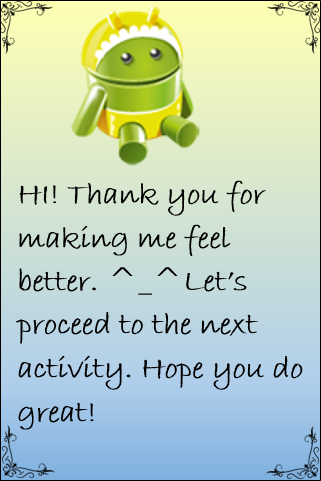 HI! Thank you for
making me feel
better. ^_^ Let's
proceed to the next
activity. Hope you do
great!